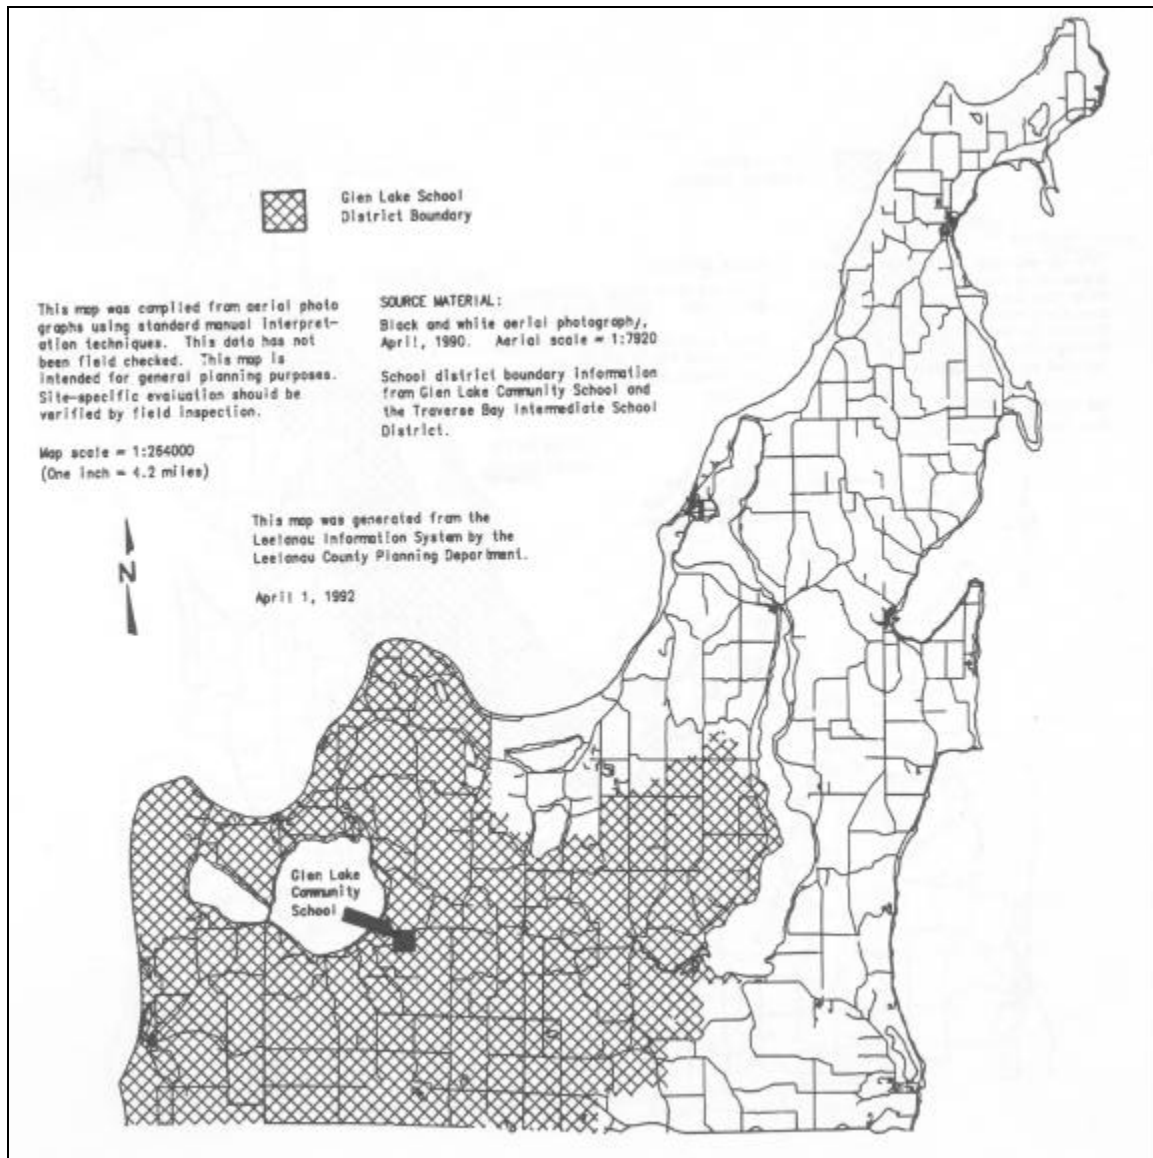 Glen Lake School
District Boundary
This map was compiled from aerial photo
graphs using standard manual interpret-
ation techniques. This data has not
been field checked. This map is
intended for general planning purposes.
Site-specific evaluation should be
verified by field inspection.
Map scale = 1:264000
(One inch = 4.2 miles)
SOURCE MATERIAL:
Black and white aerial photography,
April, 1990. Aerial scale = 1:7920
School district boundary information
from Glen Lake Community School and
the Traverse Bay Intermediate School
District.
This map was generated from the
Leelanau Information System by the
Leelanau County Planning Department.
April 1, 1992
N
Glen Lake
Community
School